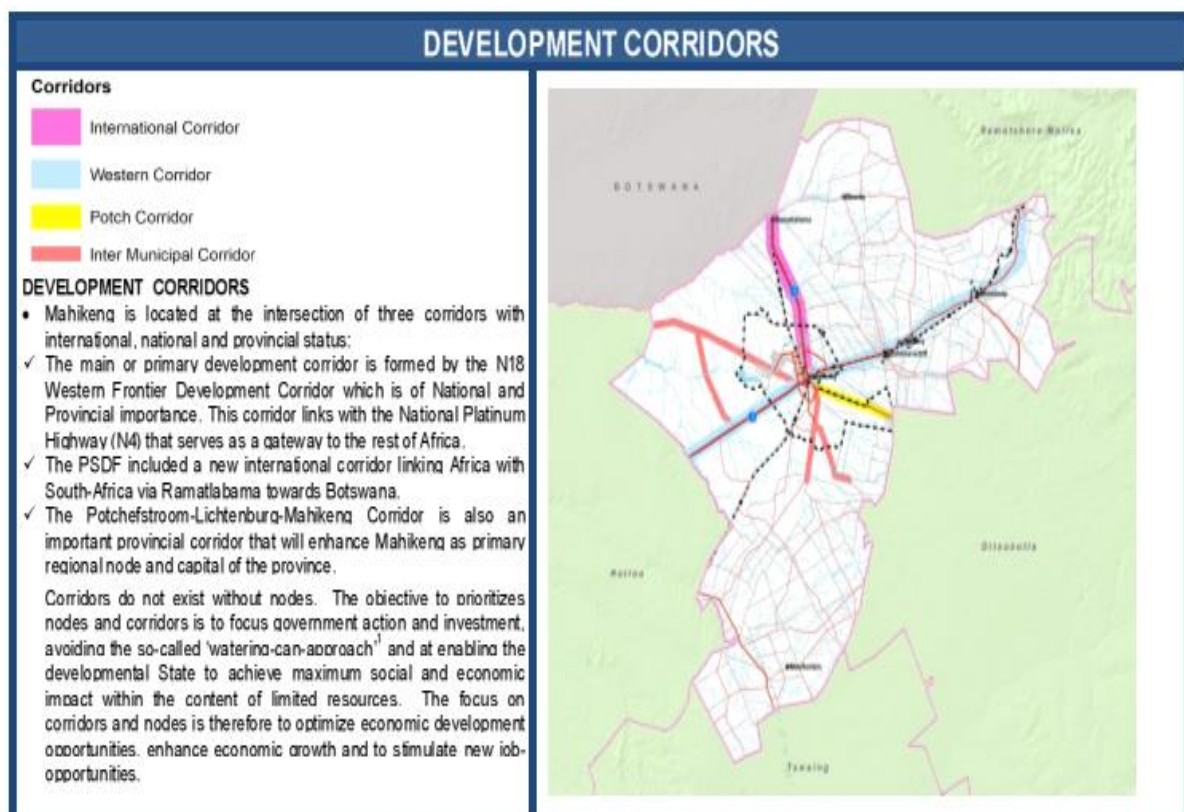 DEVELOPMENT CORRIDORS
Corridors
International Corridor
Western Corridor
Potch Corridor
Inter Municipal Corridor
DEVELOPMENT CORRIDORS
• Mahikeng is located at the intersection of three corridors with
international, national and provincial status:
✓ The main or primary development corridor is formed by the N18
Western Frontier Development Corridor which is of National and
Provincial importance. This corridor links with the National Platinum
Highway (N4) that serves as a gateway to the rest of Africa.
✓ The PSDF included a new international corridor linking Africa with
South-Africa via Ramatlabama towards Botswana.
✓ The Potchefstroom-Lichtenburg-Mahikeng Corridor is also an
important provincial corridor that will enhance Mahikeng as primary
regional node and capital of the province.
Corridors do not exist without nodes. The objective to prioritizes
nodes and corridors is to focus government action and investment,
avoiding the so-called 'watering-can-approach'1 and at enabling the
developmental State to achieve maximum social and economic
impact within the content of limited resources. The focus on
corridors and nodes is therefore to optimize economic development
opportunities, enhance economic growth and to stimulate new job-
opportunities.
Ramotshere Moiloa
BOTSWANA
Ditsobotla
Ratlou
Tswaing